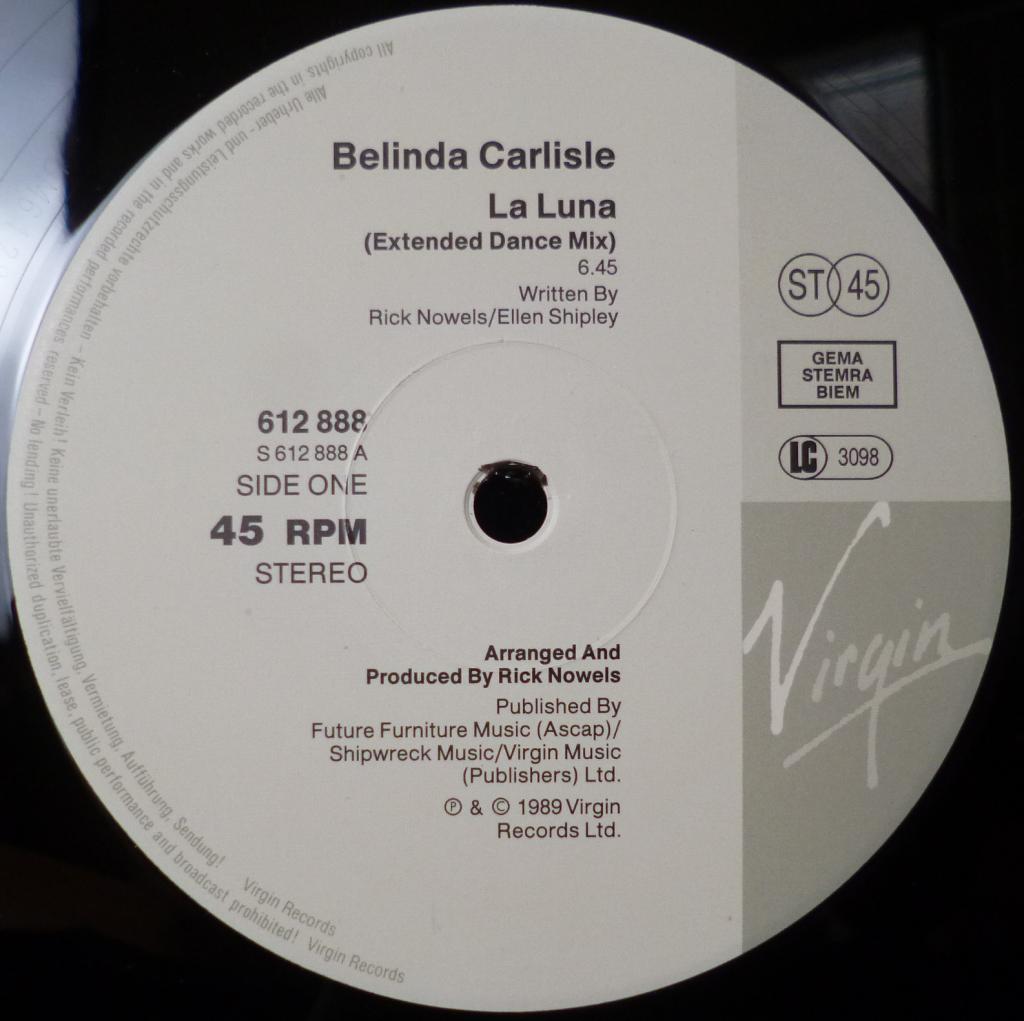 Belinda Carlisle
La Luna
(Extended Dance Mix)
6.45
Written By
Rick Nowels/Ellen Shipley
ST 45
GEMA
STEMRA
BIEM
LC 3098
612 888
S 612 888 A
SIDE ONE
45 RPM
STEREO
Virgin
Arranged And
Produced By Rick Nowels
Published By
Future Furniture Music (Ascap)/
Shipwreck Music/Virgin Music
(Publishers) Ltd.
Ⓟ & © 1989 Virgin
Records Ltd.
Alle Urheber- und Leistungsschutzrechte vorbehalten – Kein Verleih! Keine unerlaubte Vervielfältigung, Vermietung, Aufführung, Sendung! Virgin Records
All copyrights in the recorded works and in the recorded performances reserved – No lending! Unauthorized duplication, lease, public performance and broadcast prohibited! Virgin Records